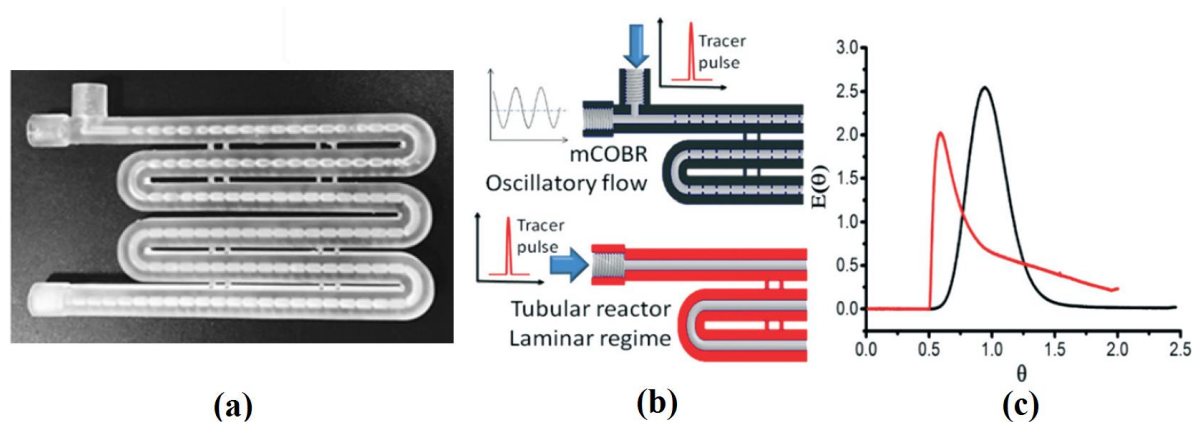 Tracer
pulse
mCOBR
Oscillatory flow
Tracer
pulse
Tubular reactor
Laminar regime
E(θ)
3.0
2.5
2.0
1.5
1.0
0.5
0.0
0.0 0.5 1.0 1.5 2.0 2.5
θ
(a) (b) (c)